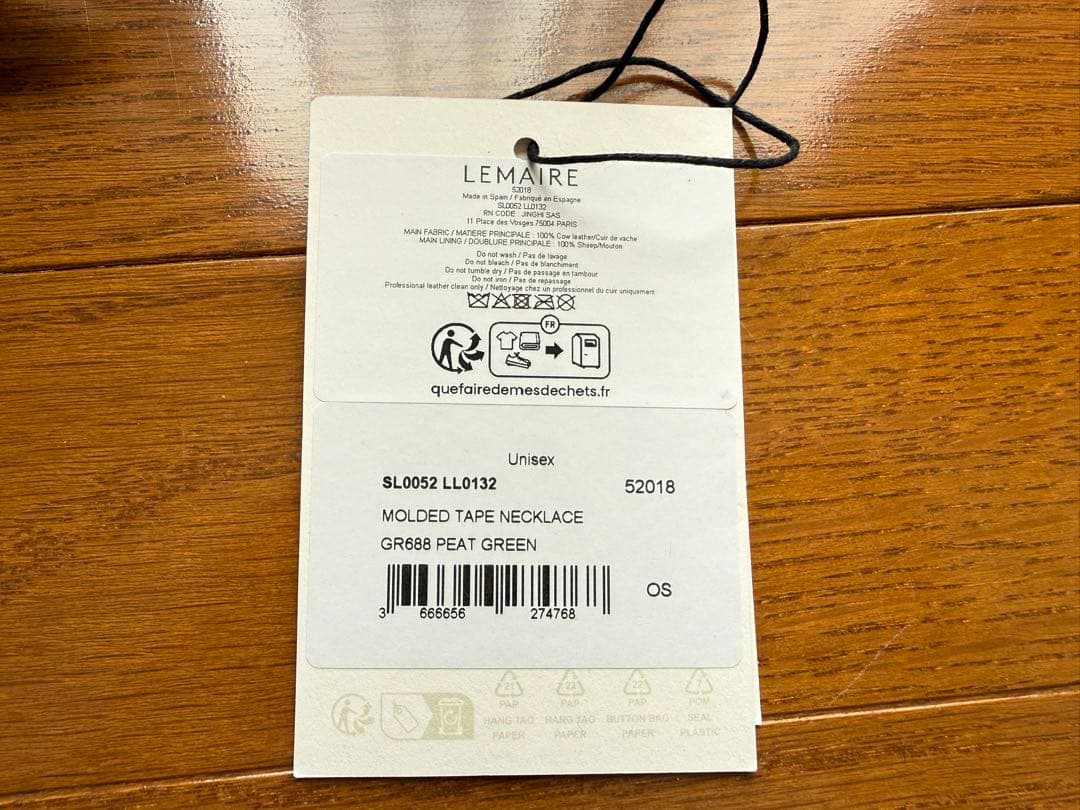 LEMAIRE
52018
Made in Spain / Fabriqué en Espagne
SL0052 LL0132
RN CODE : JINGHI SAS
11 Place des Vosges 75004 PARIS
MAIN FABRIC / MATIERE PRINCIPALE : 100% Cow leather/Cuir de vache
MAIN LINING / DOUBLURE PRINCIPALE : 100% Sheep/Mouton
Do not wash / Pas de lavage
Do not bleach / Pas de blanchiment
Do not tumble dry / Pas de passage en tambour
Do not iron / Pas de repassage
Professional leather clean only / Nettoyage chez un professionnel du cuir uniquement
FR
quefairedemesdechets.fr
Unisex
SL0052 LL0132 52018
MOLDED TAPE NECKLACE
GR688 PEAT GREEN
OS
3 666656 274768
21 22 22 7
PAP PAP PAP POM
HANG TAG HANG TAG BUTTON BAG SEAL
PAPER PAPER PAPER PLASTIC